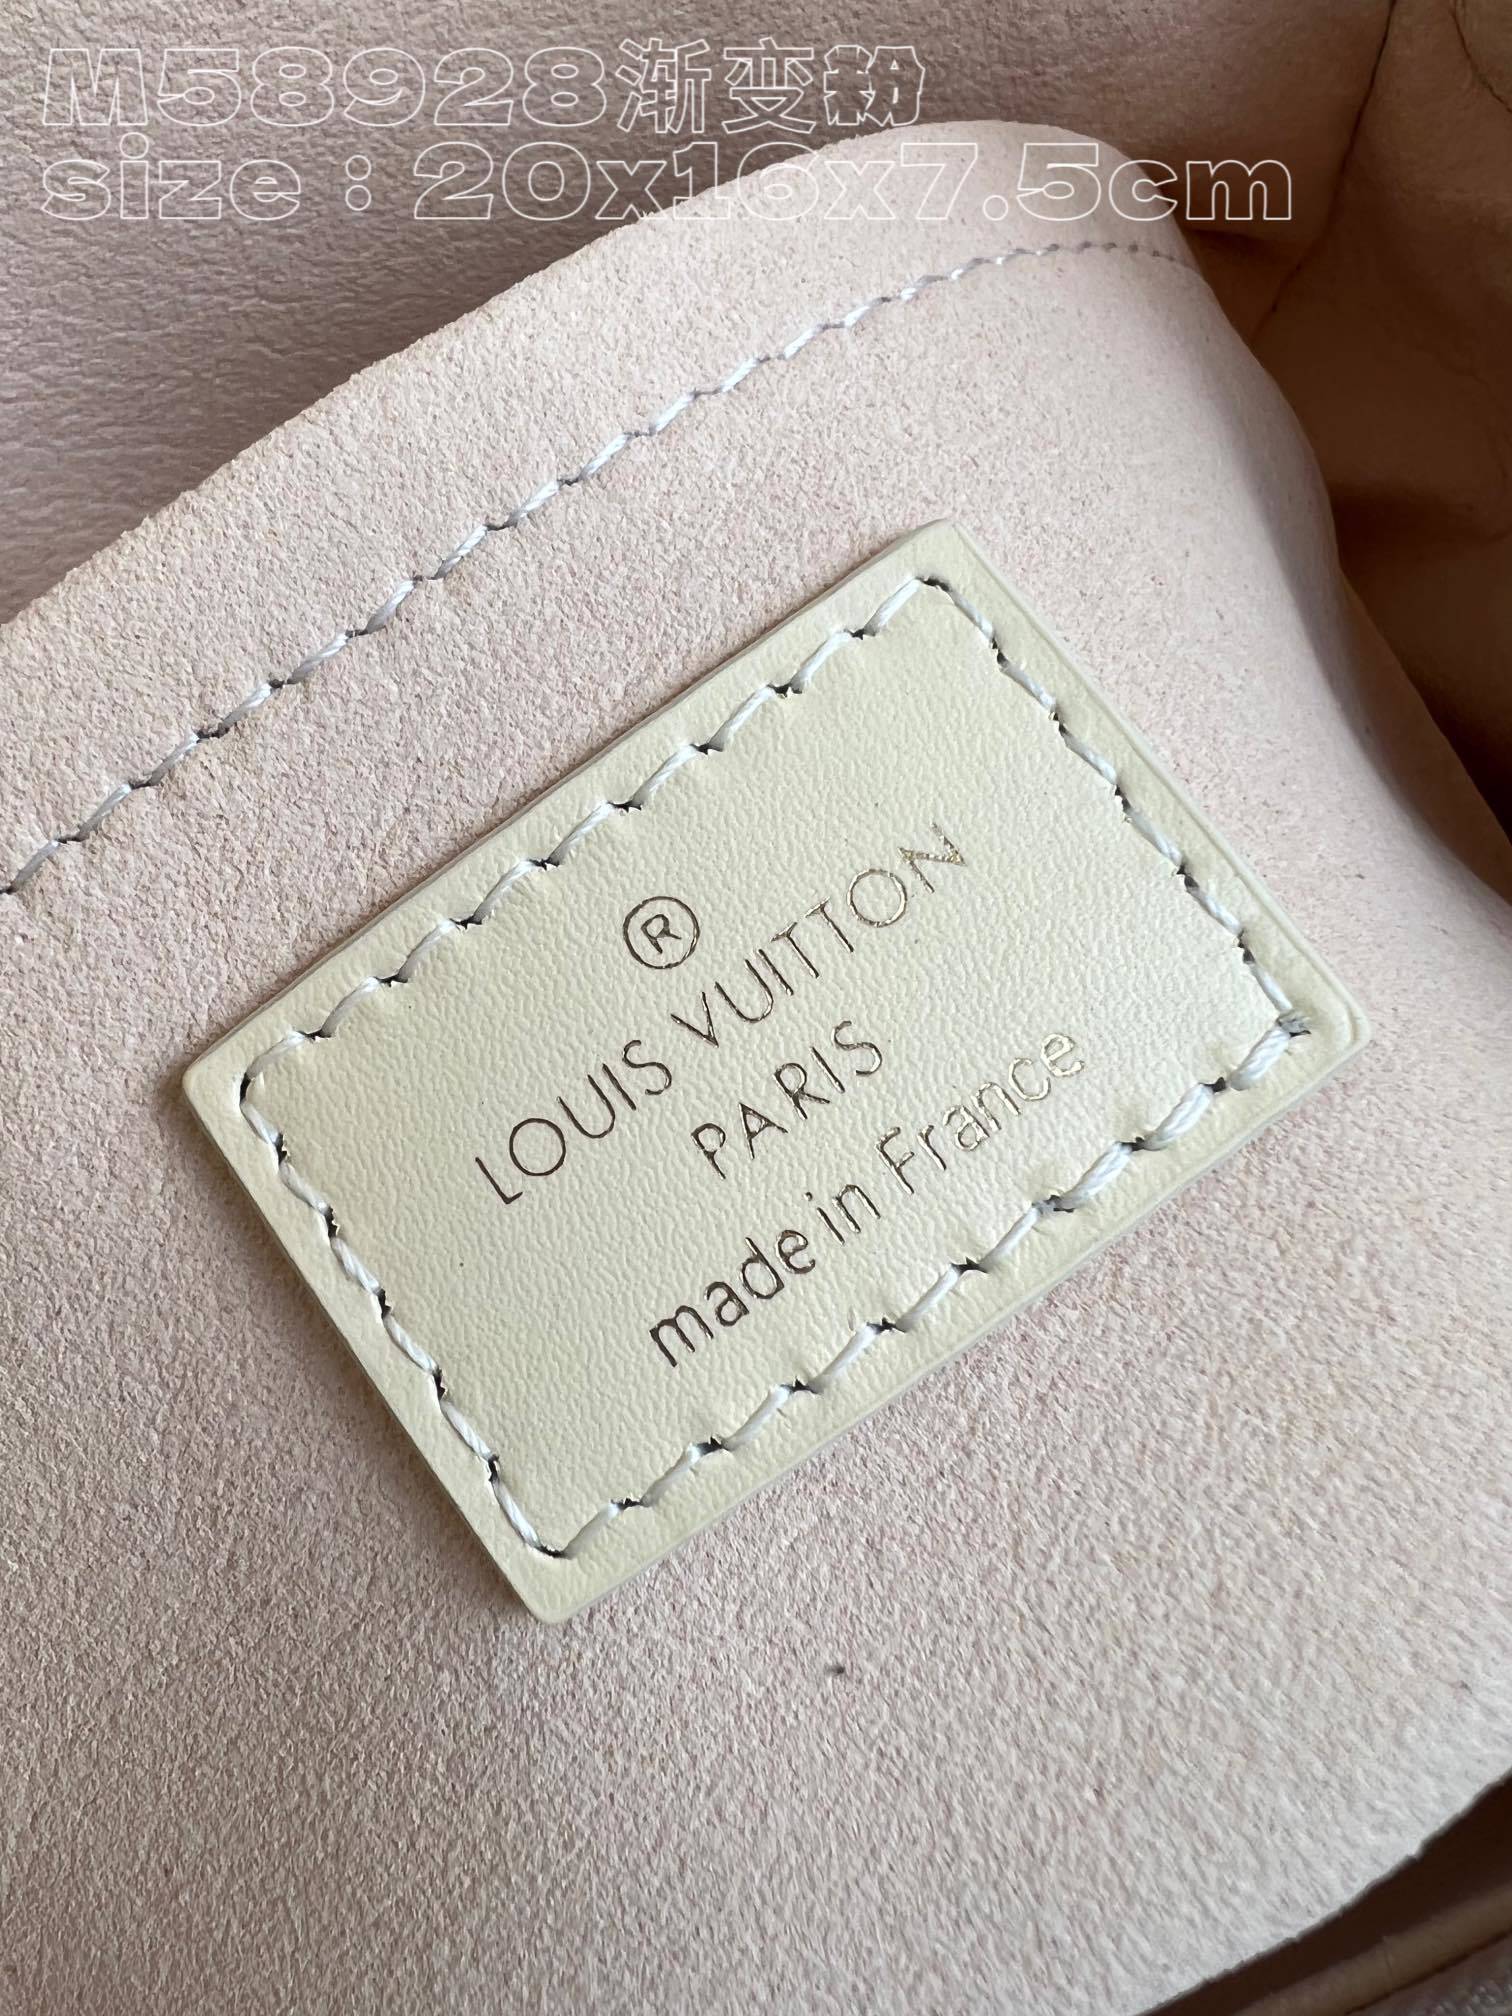 M58928渐变粉
size：20x16x7.5cm
®
LOUIS VUITTON
PARIS
made in France